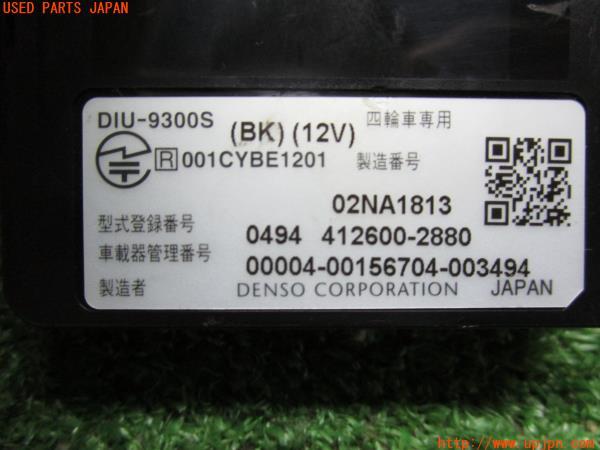 USED PARTS JAPAN
DIU-9300S (BK) (12V) 四輪車専用
R 001CYBE1201 製造番号
02NA1813
型式登録番号 0494 412600-2880
車載器管理番号 00004-00156704-003494
製造者 DENSO CORPORATION JAPAN
http://www.upjpn.com/